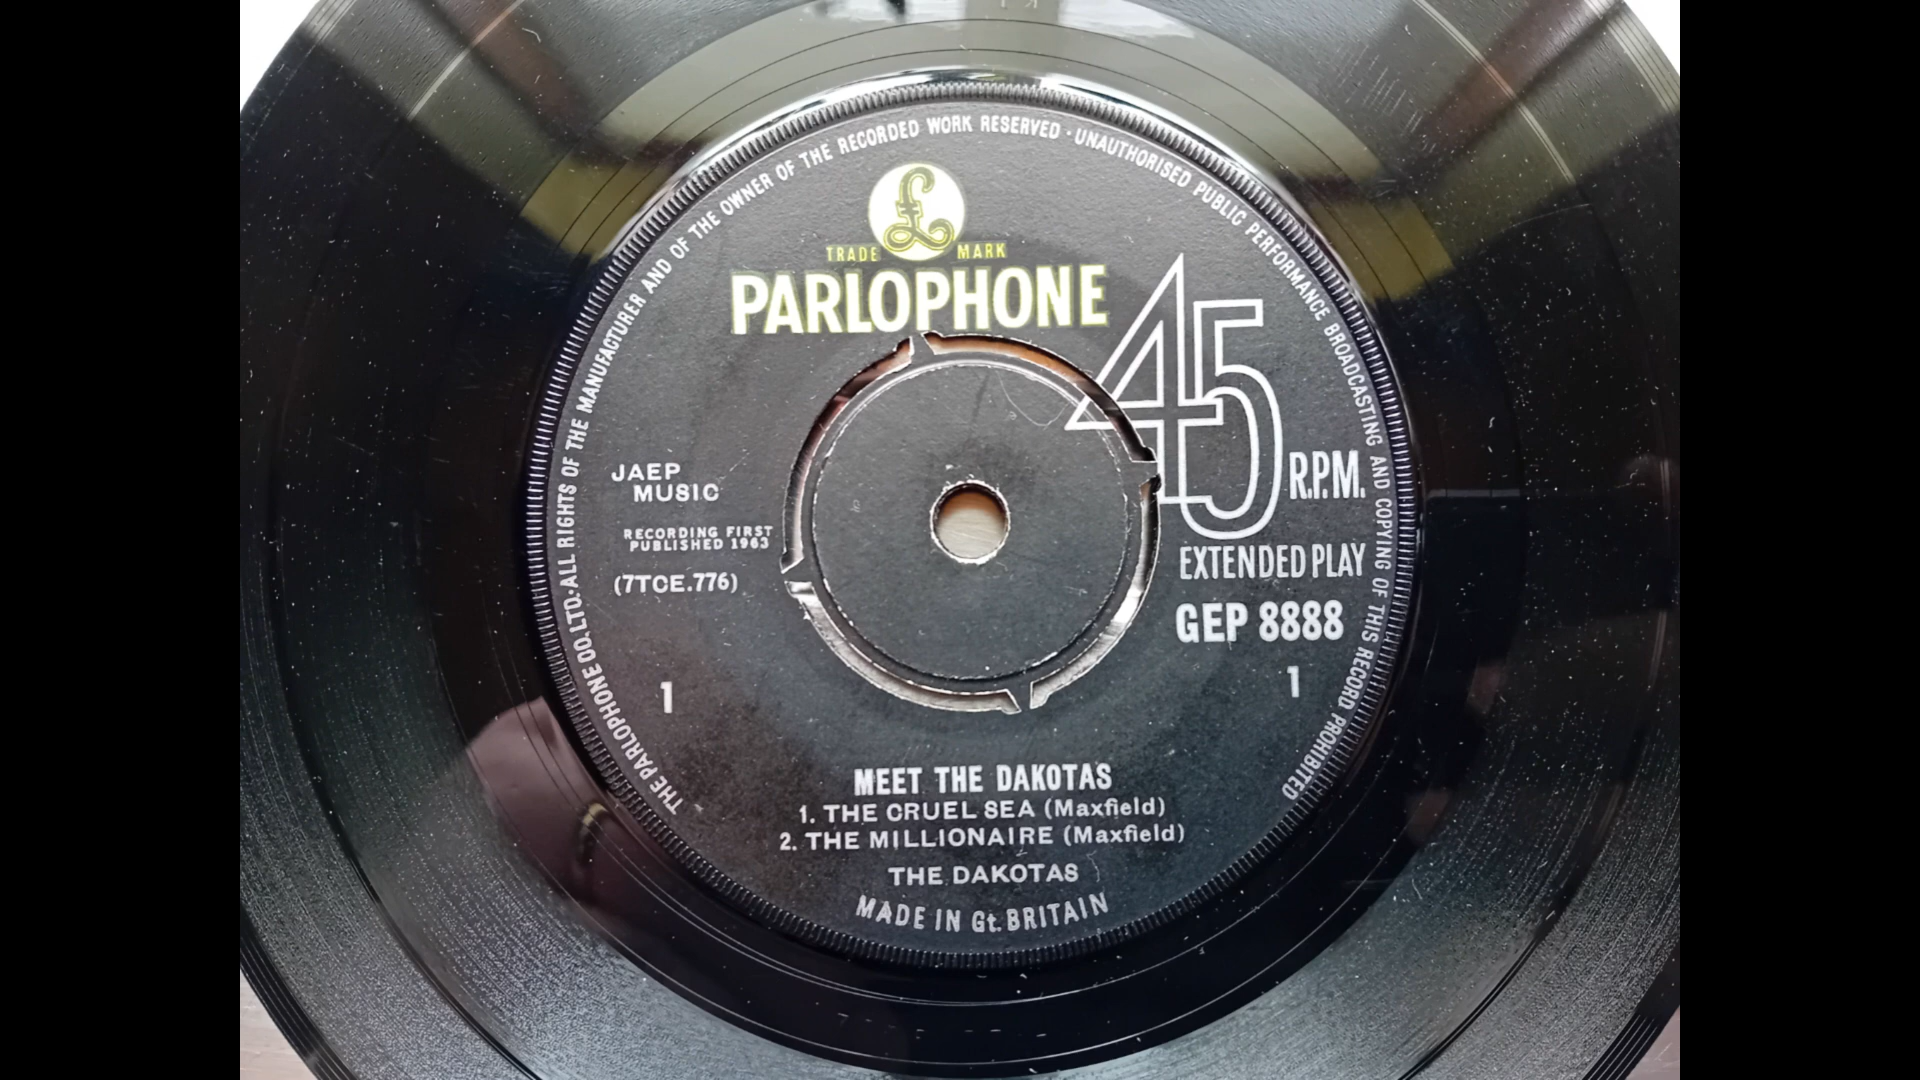 THE PARLOPHONE CO. LTD. · ALL RIGHTS OF THE MANUFACTURER AND OF THE OWNER OF THE RECORDED WORK RESERVED · UNAUTHORISED PUBLIC PERFORMANCE BROADCASTING AND COPYING OF THIS RECORD PROHIBITED
£
TRADE MARK
PARLOPHONE
45
R.P.M.
JAEP
MUSIC
RECORDING FIRST
PUBLISHED 1963
(7TCE.776)
EXTENDED PLAY
GEP 8888
1
1
MEET THE DAKOTAS
1. THE CRUEL SEA (Maxfield)
2. THE MILLIONAIRE (Maxfield)
THE DAKOTAS
MADE IN Gt. BRITAIN